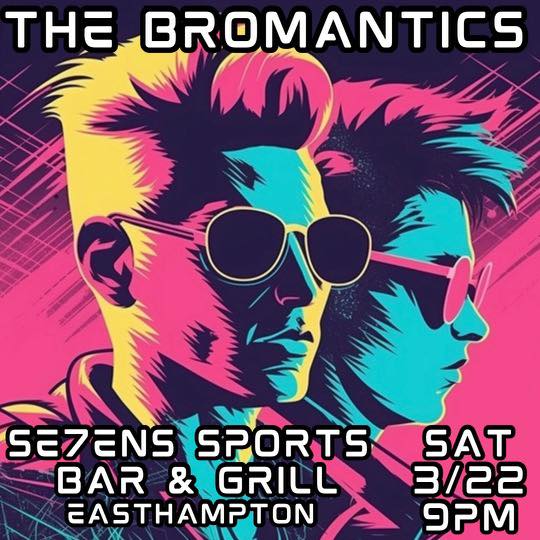 THE BROMANTICS
SE7ENS SPORTS
BAR & GRILL
EASTHAMPTON
SAT
3/22
9PM